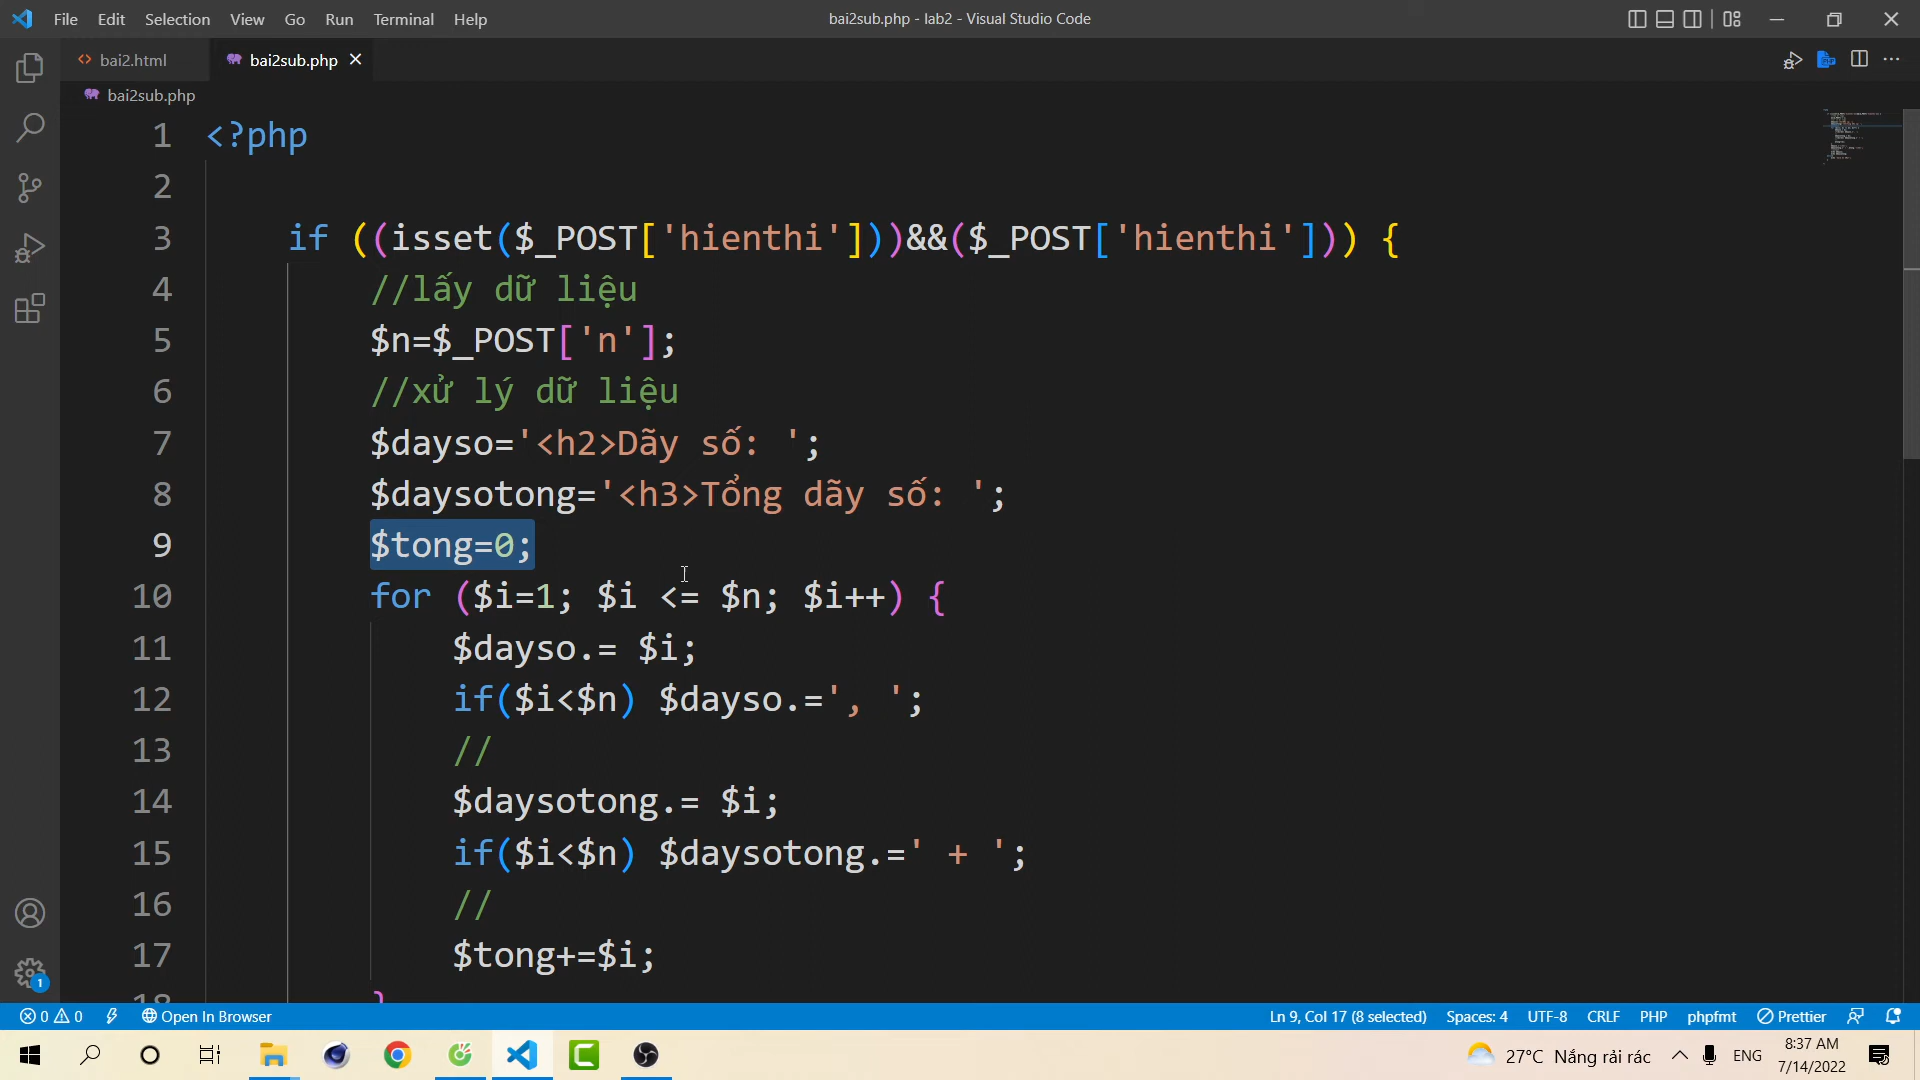 File Edit Selection View Go Run Terminal Help
bai2sub.php - lab2 - Visual Studio Code
bai2.html
bai2sub.php
bai2sub.php
1 <?php
2
3 if ((isset($_POST['hienthi']))&&($_POST['hienthi'])) {
4 //lấy dữ liệu
5 $n=$_POST['n'];
6 //xử lý dữ liệu
7 $dayso='<h2>Dãy số: ';
8 $daysotong='<h3>Tổng dãy số: ';
9 $tong=0;
10 for ($i=1; $i <= $n; $i++) {
11 $dayso.= $i;
12 if($i<$n) $dayso.=', ';
13 //
14 $daysotong.= $i;
15 if($i<$n) $daysotong.=' + ';
16 //
17 $tong+=$i;
18 }
1
0 0 Open In Browser
Ln 9, Col 17 (8 selected) Spaces: 4 UTF-8 CRLF PHP phpfmt Prettier
27°C Nắng rải rác ENG
8:37 AM
7/14/2022